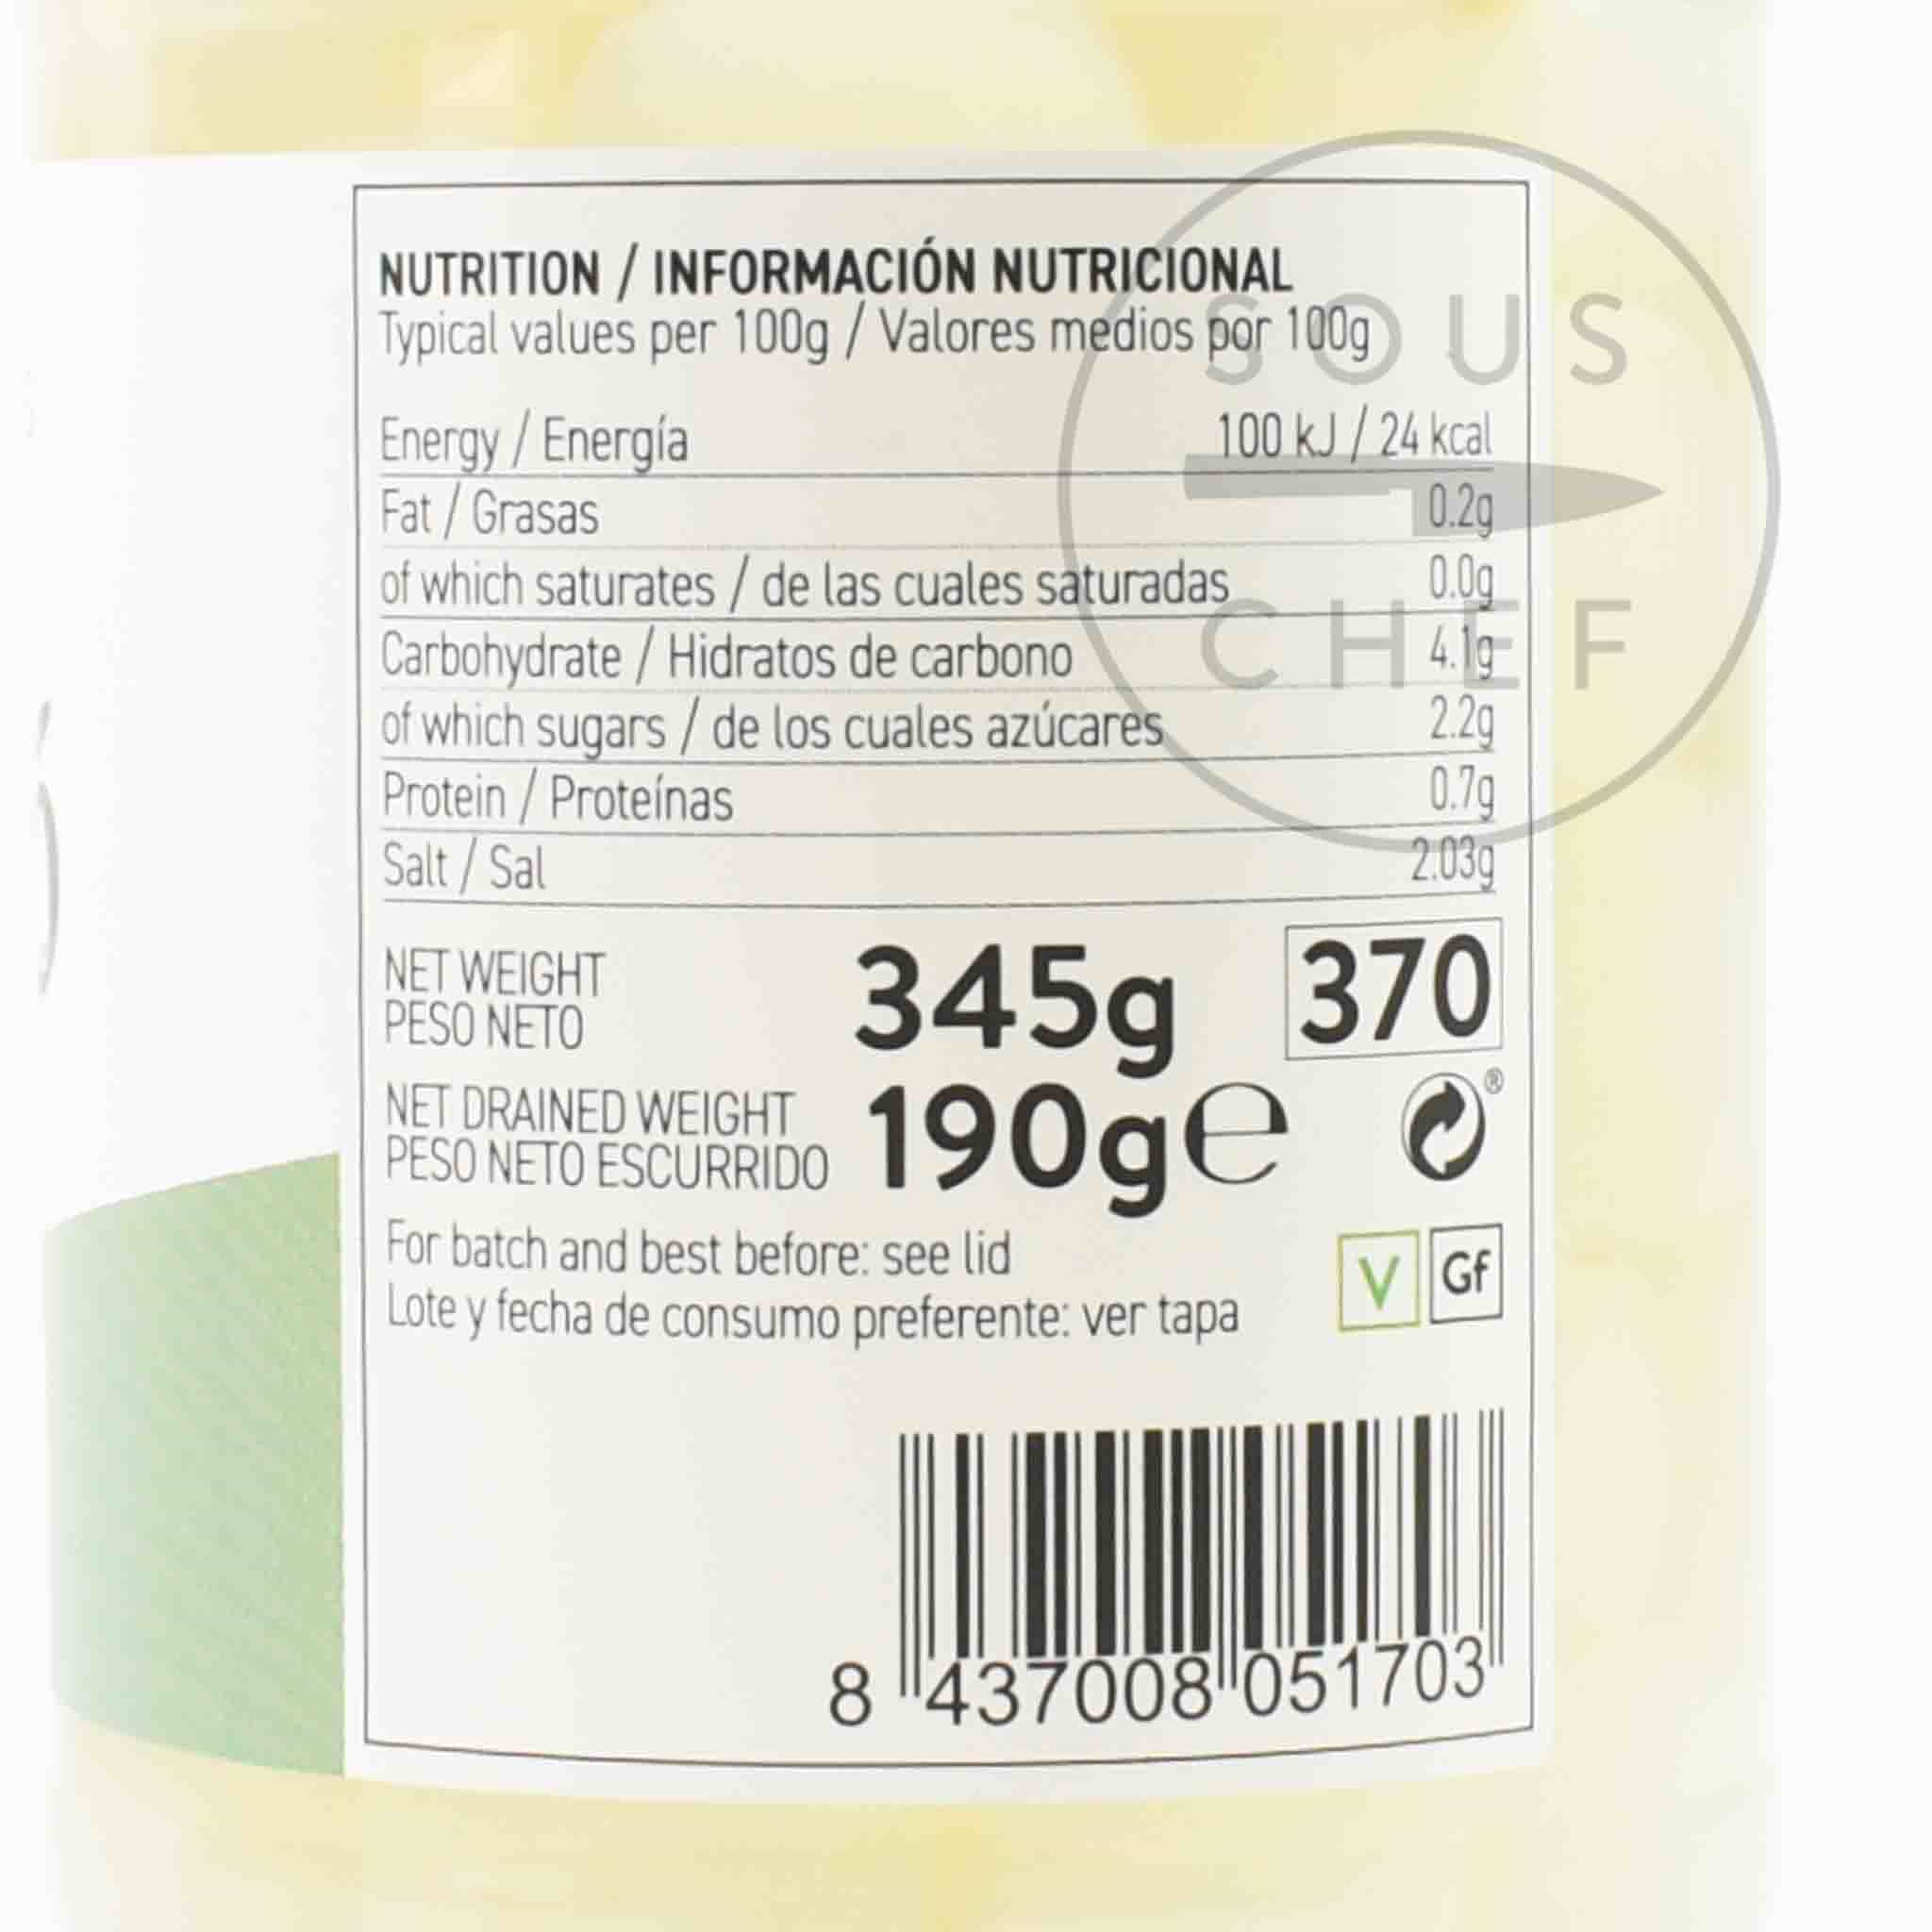 NUTRITION / INFORMACIÓN NUTRICIONAL
Typical values per 100g / Valores medios por 100g
Energy / Energía 100 kJ / 24 kcal
Fat / Grasas 0.2g
of which saturates / de las cuales saturadas 0.0g
Carbohydrate / Hidratos de carbono 4.1g
of which sugars / de los cuales azúcares 2.2g
Protein / Proteínas 0.7g
Salt / Sal 2.03g
NET WEIGHT
PESO NETO
345g 370
NET DRAINED WEIGHT
PESO NETO ESCURRIDO
190g℮ ®
For batch and best before: see lid
Lote y fecha de consumo preferente: ver tapa
V Gf
8 437008 051703
SOUS
CHEF